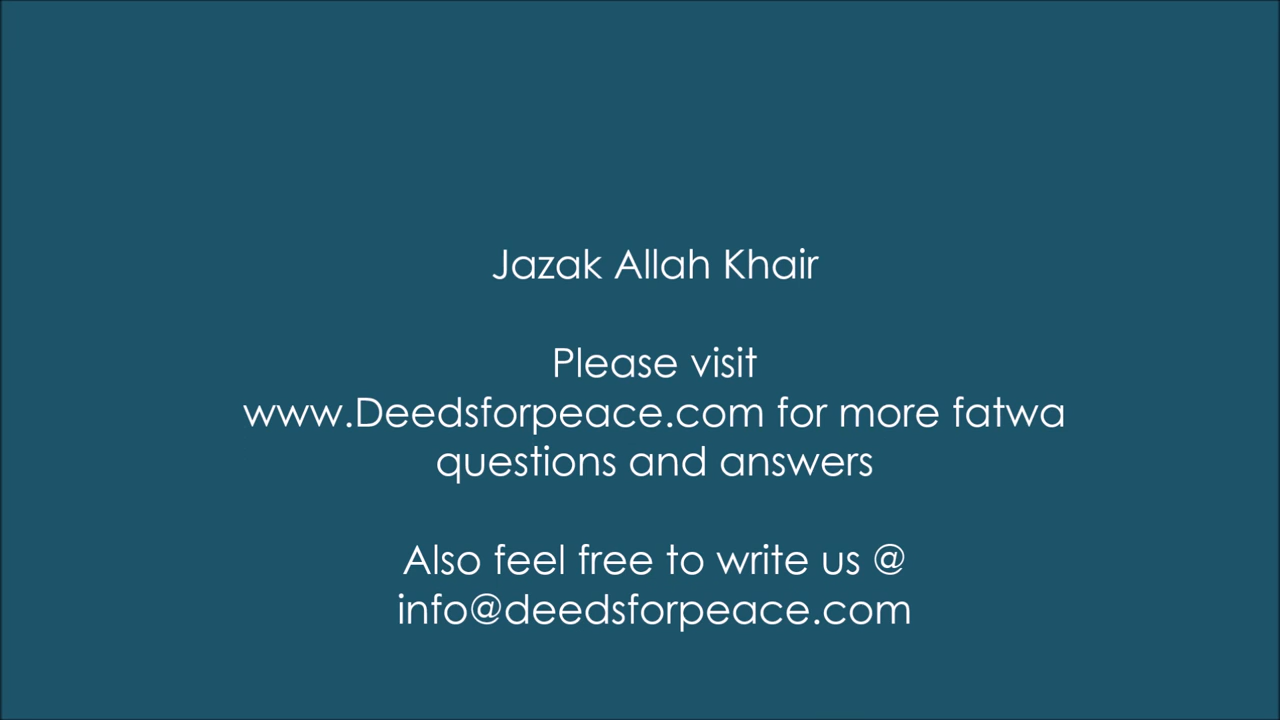 Jazak Allah Khair
Please visit
www.Deedsforpeace.com for more fatwa
questions and answers
Also feel free to write us @
info@deedsforpeace.com